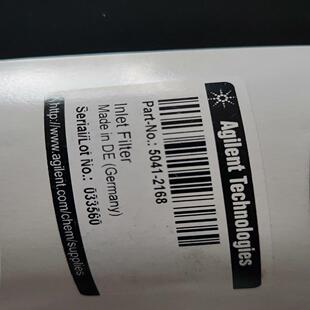 Agilent Technologies
Part-No.: 5041-2168
Inlet Filter
Made in DE (Germany)
Serial/Lot No.: 033560
http://www.agilent.com/chem/supplies